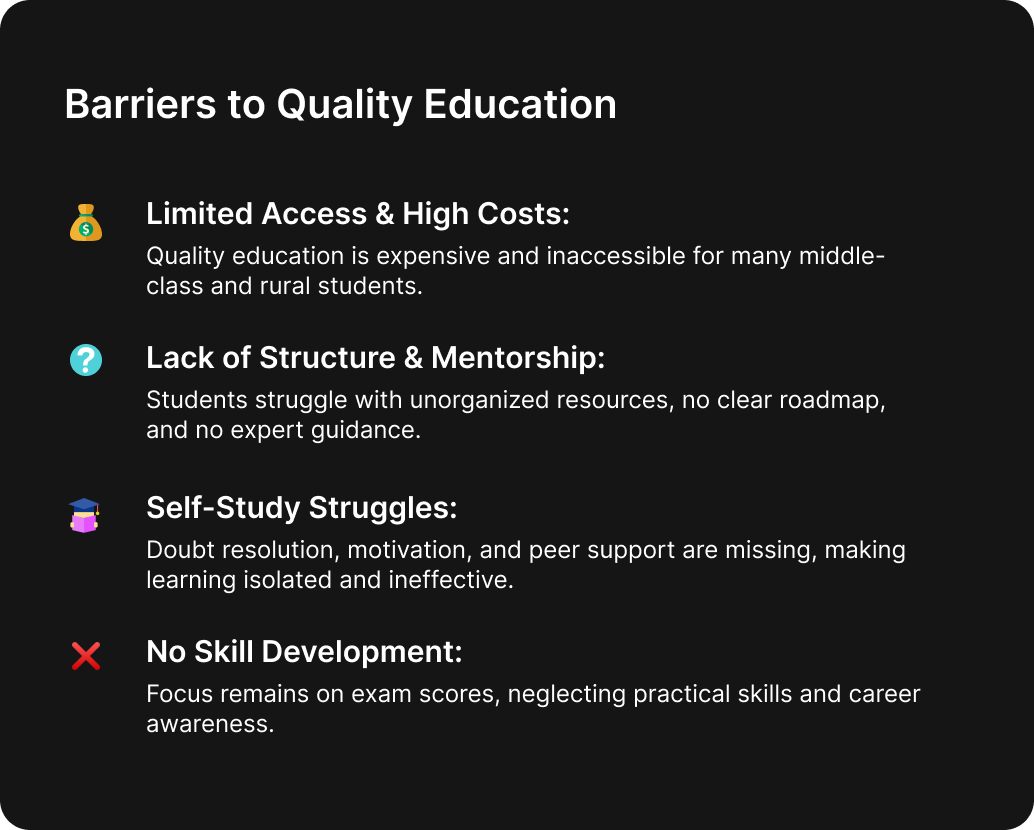 Barriers to Quality Education
Limited Access & High Costs:
Quality education is expensive and inaccessible for many middle-
class and rural students.
Lack of Structure & Mentorship:
Students struggle with unorganized resources, no clear roadmap,
and no expert guidance.
Self-Study Struggles:
Doubt resolution, motivation, and peer support are missing, making
learning isolated and ineffective.
No Skill Development:
Focus remains on exam scores, neglecting practical skills and career
awareness.